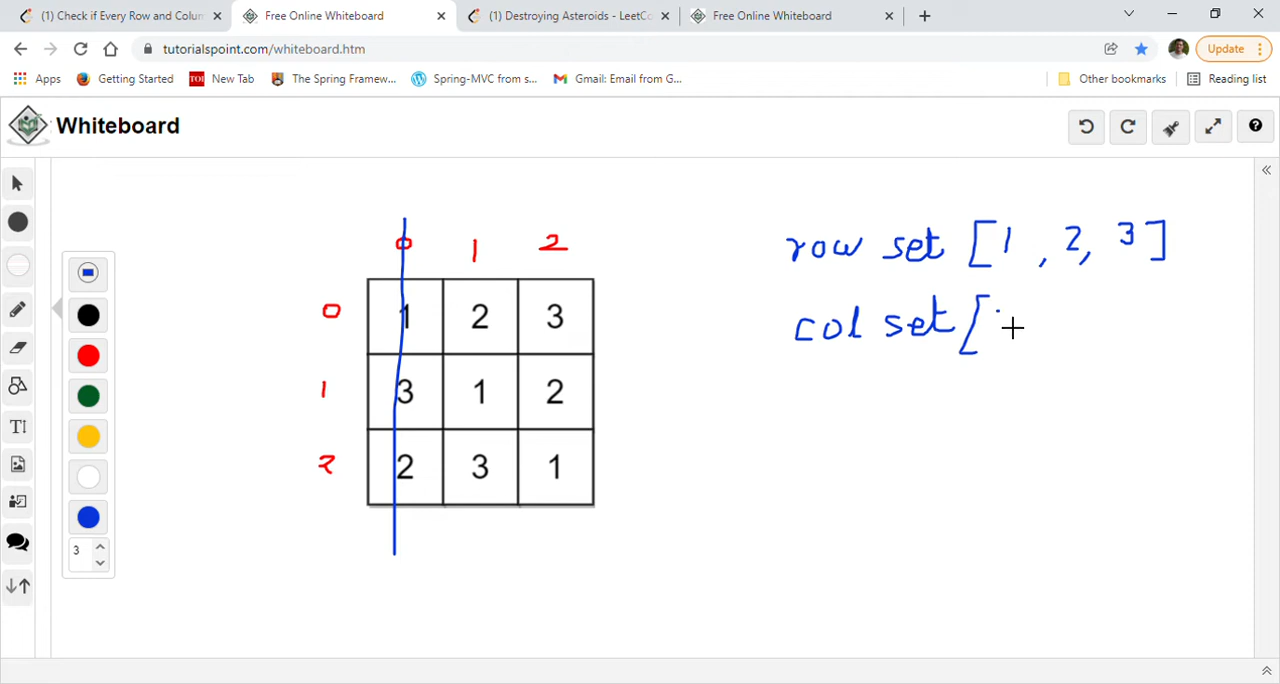 (1) Check if Every Row and Colun
Free Online Whiteboard
(1) Destroying Asteroids - LeetCo
Free Online Whiteboard
tutorialspoint.com/whiteboard.htm
Update
Apps
Getting Started
TOI New Tab
The Spring Framew...
Spring-MVC from s...
Gmail: Email from G...
Other bookmarks
Reading list
Whiteboard
0 1 2
0 1 2 3
1 3 1 2
2 2 3 1
row set [1, 2, 3]
col set [
TI
3